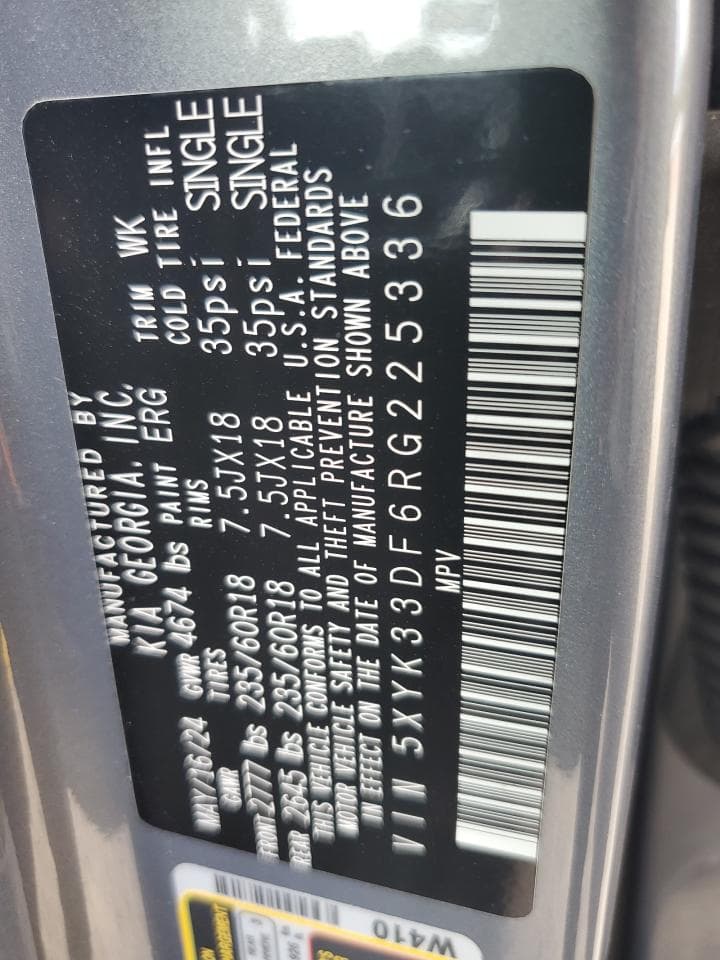 MANUFACTURED BY
KIA GEORGIA. INC.
MAY/26/24 GVWR 4674 lbs PAINT ERG TRIM WK
GAWR TIRES RIMS COLD TIRE INFL
FRONT 2777 lbs 235/60R18 7.5JX18 35psi SINGLE
REAR 2645 lbs 235/60R18 7.5JX18 35psi SINGLE
THIS VEHICLE CONFORMS TO ALL APPLICABLE U.S.A. FEDERAL
MOTOR VEHICLE SAFETY AND THEFT PREVENTION STANDARDS
IN EFFECT ON THE DATE OF MANUFACTURE SHOWN ABOVE
VIN 5XYK33DF6RG225336
MPV
W410